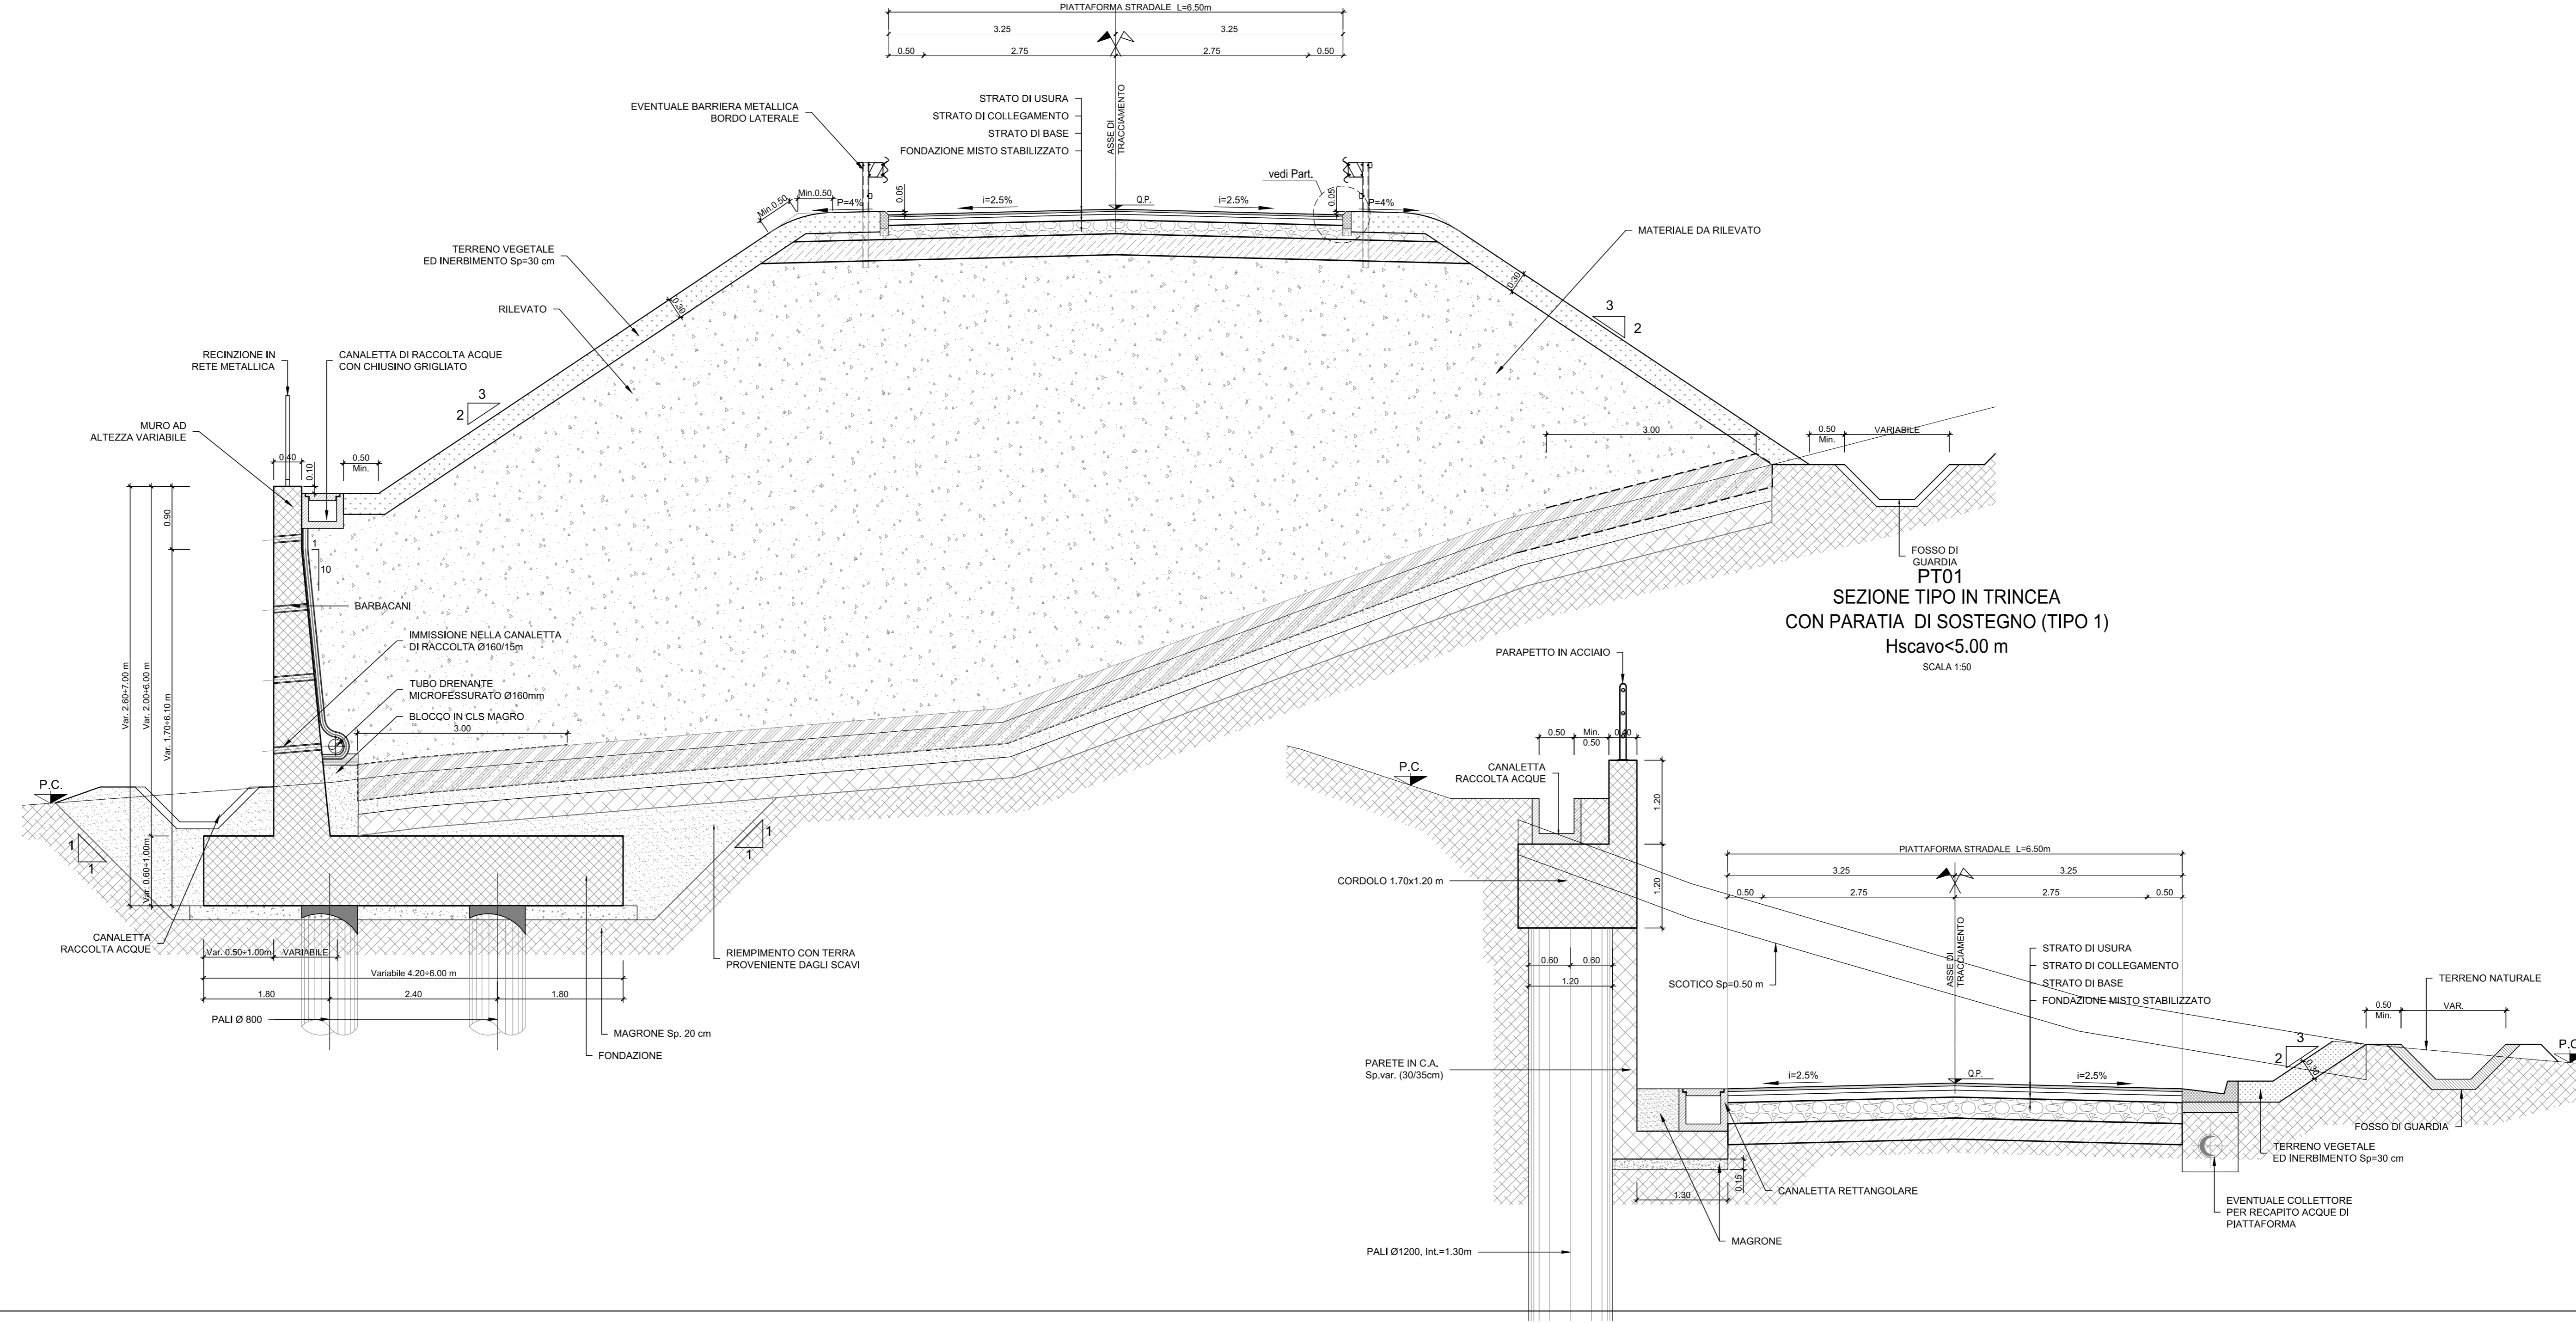 PIATTAFORMA STRADALE L=6.50m
3.25
3.25
0.50
2.75
2.75
0.50
ASSE DI
TRACCIAMENTO
STRATO DI USURA
STRATO DI COLLEGAMENTO
STRATO DI BASE
FONDAZIONE MISTO STABILIZZATO
EVENTUALE BARRIERA METALLICA
BORDO LATERALE
vedi Part.
Min.0.50
Min.0.50
P=4%
0.05
i=2.5%
Q.P.
i=2.5%
0.05
P=4%
MATERIALE DA RILEVATO
TERRENO VEGETALE
ED INERBIMENTO Sp=30 cm
0.30
0.30
RILEVATO
3
2
RECINZIONE IN
RETE METALLICA
CANALETTA DI RACCOLTA ACQUE
CON CHIUSINO GRIGLIATO
3
2
MURO AD
ALTEZZA VARIABILE
0.40
0.10
0.50
Min.
3.00
0.50
Min.
VARIABILE
FOSSO DI
GUARDIA
0.90
1
10
BARBACANI
IMMISSIONE NELLA CANALETTA
DI RACCOLTA Ø160/15m
TUBO DRENANTE
MICROFESSURATO Ø160mm
BLOCCO IN CLS MAGRO
3.00
Var. 2.60÷7.00 m
Var. 2.00÷6.00 m
Var. 1.70÷6.10 m
Var. 0.60÷1.00m
P.C.
1
1
1
1
CANALETTA
RACCOLTA ACQUE
Var. 0.50÷1.00m
VARIABILE
Variabile 4.20÷6.00 m
1.80
2.40
1.80
PALI Ø 800
RIEMPIMENTO CON TERRA
PROVENIENTE DAGLI SCAVI
MAGRONE Sp. 20 cm
FONDAZIONE
PT01
SEZIONE TIPO IN TRINCEA
CON PARATIA DI SOSTEGNO (TIPO 1)
Hscavo<5.00 m
SCALA 1:50
PARAPETTO IN ACCIAIO
0.50
Min.
0.50
0.40
P.C.
CANALETTA
RACCOLTA ACQUE
1.20
1.20
CORDOLO 1.70x1.20 m
0.60
0.60
1.20
SCOTICO Sp=0.50 m
PARETE IN C.A.
Sp.var. (30/35cm)
PIATTAFORMA STRADALE L=6.50m
3.25
3.25
0.50
2.75
2.75
0.50
ASSE DI
TRACCIAMENTO
STRATO DI USURA
STRATO DI COLLEGAMENTO
STRATO DI BASE
FONDAZIONE MISTO STABILIZZATO
TERRENO NATURALE
0.50
Min.
VAR.
3
2
0.30
i=2.5%
Q.P.
i=2.5%
FOSSO DI GUARDIA
TERRENO VEGETALE
ED INERBIMENTO Sp=30 cm
0.15
1.30
CANALETTA RETTANGOLARE
EVENTUALE COLLETTORE
PER RECAPITO ACQUE DI
PIATTAFORMA
MAGRONE
PALI Ø1200, Int.=1.30m